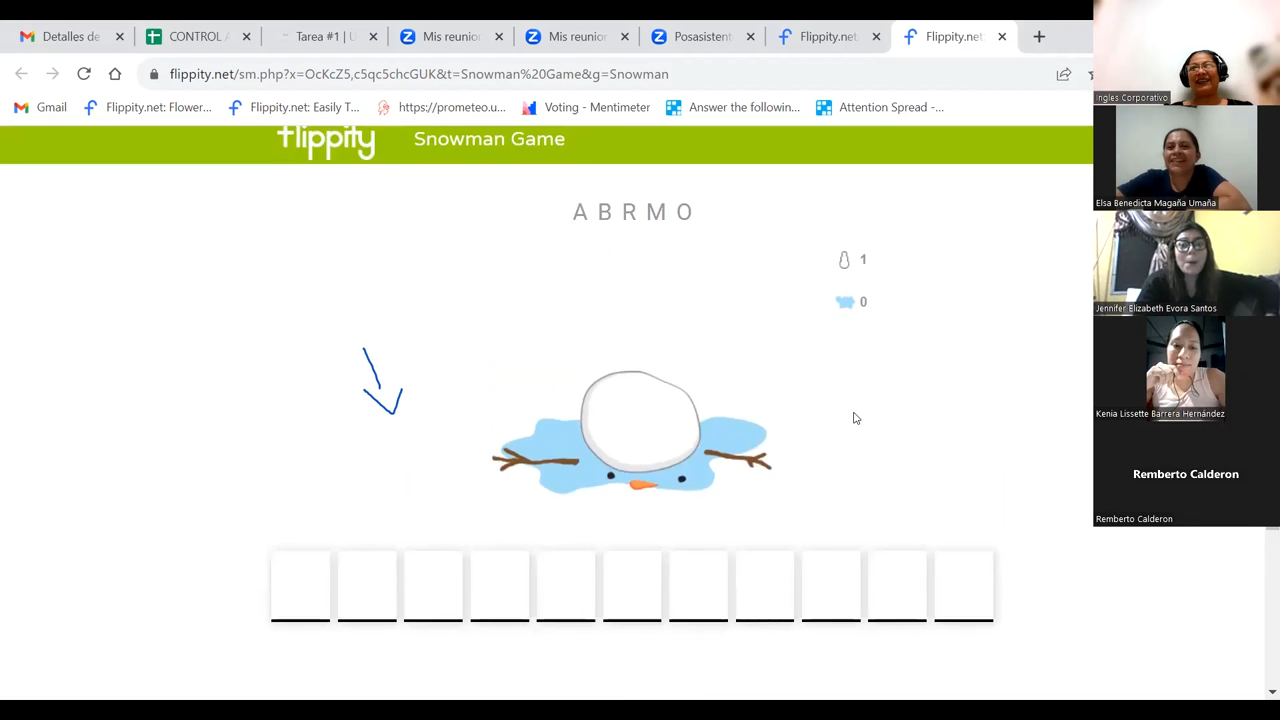 Detalles de
CONTROL A
Tarea #1 | U
Mis reunion
Mis reunion
Posasistent
Flippity.net:
Flippity.net:
flippity.net/sm.php?x=OcKcZ5,c5qc5chcGUK&t=Snowman%20Game&g=Snowman
Gmail
Flippity.net: Flower...
Flippity.net: Easily T...
https://meteo.u...
Voting - Mentimeter
Answer the followin...
Attention Spread -...
flippity
Snowman Game
A B R M O
1
0
Ingles Corporativo
Elsa Benedicta Magaña Umaña
Jennifer Elizabeth Evora Santos
Kenia Lissette Barrera Hernández
Remberto Calderon
Remberto Calderon